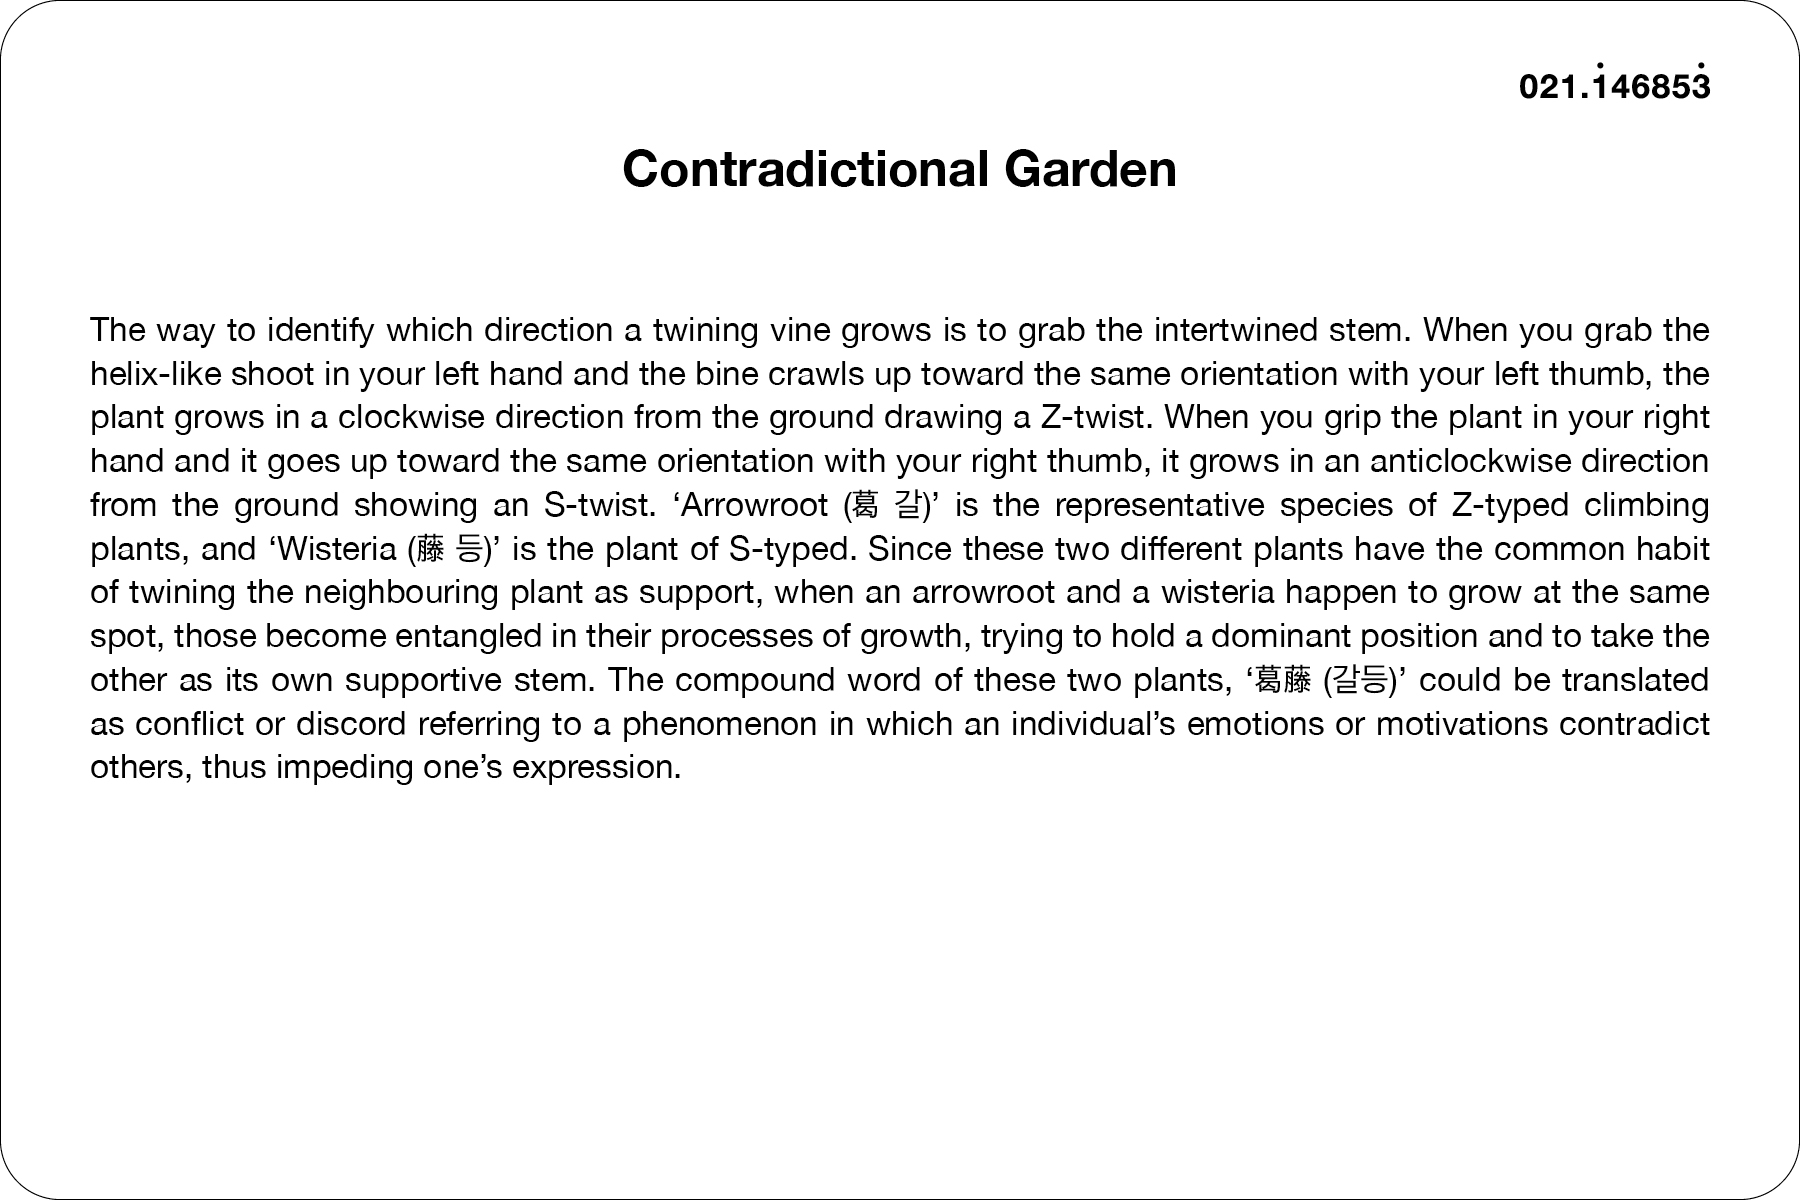 021.1̇46853̇
Contradictional Garden
The way to identify which direction a twining vine grows is to grab the intertwined stem. When you grab the
helix-like shoot in your left hand and the bine crawls up toward the same orientation with your left thumb, the
plant grows in a clockwise direction from the ground drawing a Z-twist. When you grip the plant in your right
hand and it goes up toward the same orientation with your right thumb, it grows in an anticlockwise direction
from the ground showing an S-twist. ‘Arrowroot (葛 갈)’ is the representative species of Z-typed climbing
plants, and ‘Wisteria (藤 등)’ is the plant of S-typed. Since these two different plants have the common habit
of twining the neighbouring plant as support, when an arrowroot and a wisteria happen to grow at the same
spot, those become entangled in their processes of growth, trying to hold a dominant position and to take the
other as its own supportive stem. The compound word of these two plants, ‘葛藤 (갈등)’ could be translated
as conflict or discord referring to a phenomenon in which an individual’s emotions or motivations contradict
others, thus impeding one’s expression.